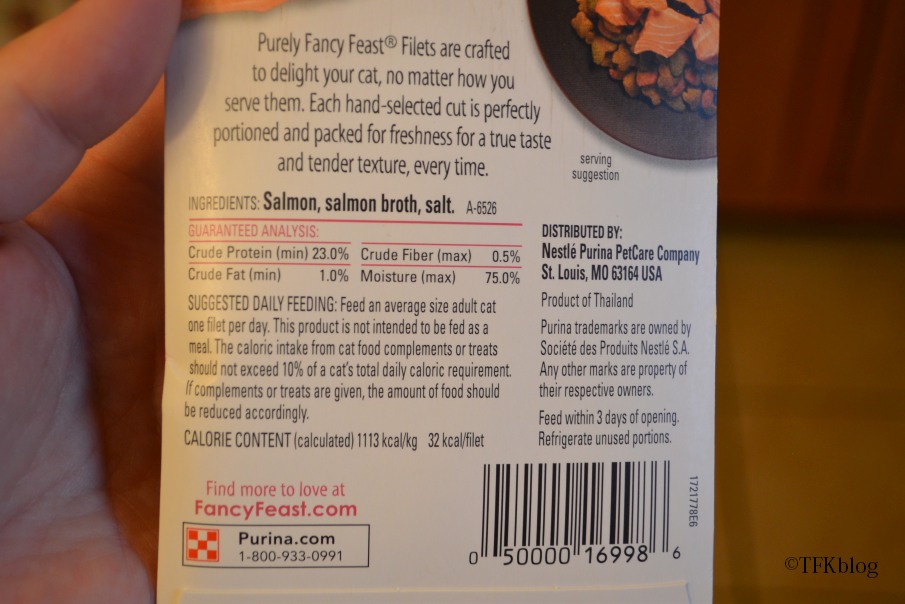 Purely Fancy Feast® Filets are crafted
to delight your cat, no matter how you
serve them. Each hand-selected cut is perfectly
portioned and packed for freshness for a true taste
and tender texture, every time.
serving
suggestion
INGREDIENTS: Salmon, salmon broth, salt. A-6526
GUARANTEED ANALYSIS:
Crude Protein (min) 23.0% Crude Fiber (max) 0.5%
Crude Fat (min) 1.0% Moisture (max) 75.0%
SUGGESTED DAILY FEEDING: Feed an average size adult cat
one filet per day. This product is not intended to be fed as a
meal. The caloric intake from cat food complements or treats
should not exceed 10% of a cat's total daily caloric requirement.
If complements or treats are given, the amount of food should
be reduced accordingly.
CALORIE CONTENT (calculated) 1113 kcal/kg 32 kcal/filet
DISTRIBUTED BY:
Nestlé Purina PetCare Company
St. Louis, MO 63164 USA
Product of Thailand
Purina trademarks are owned by
Société des Produits Nestlé S.A.
Any other marks are property of
their respective owners.
Feed within 3 days of opening.
Refrigerate unused portions.
Find more to love at
FancyFeast.com
Purina.com
1-800-933-0991
0 50000 16998 6
1721778E6
©TFKblog